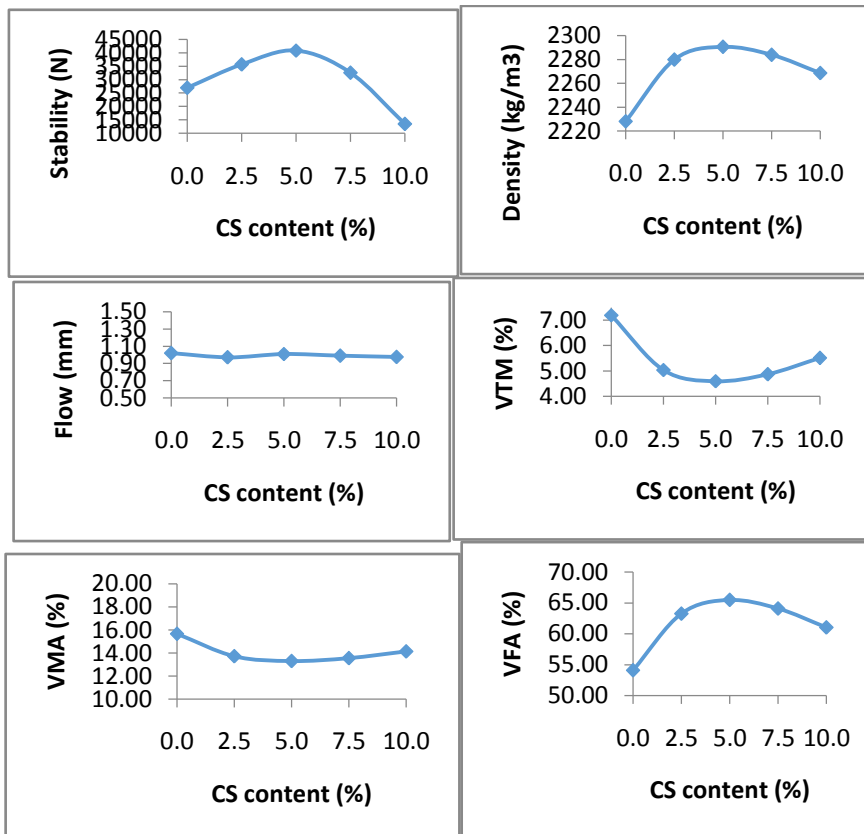 Stability (N)
45000
40000
35000
30000
25000
20000
15000
10000
0.0 2.5 5.0 7.5 10.0
CS content (%)
Density (kg/m3)
2300
2280
2260
2240
2220
0.0 2.5 5.0 7.5 10.0
CS content (%)
Flow (mm)
1.50
1.30
1.10
0.90
0.70
0.50
0.0 2.5 5.0 7.5 10.0
CS content (%)
VTM (%)
7.00
6.00
5.00
4.00
0.0 2.5 5.0 7.5 10.0
CS content (%)
VMA (%)
20.00
18.00
16.00
14.00
12.00
10.00
0.0 2.5 5.0 7.5 10.0
CS content (%)
VFA (%)
70.00
65.00
60.00
55.00
50.00
0.0 2.5 5.0 7.5 10.0
CS content (%)